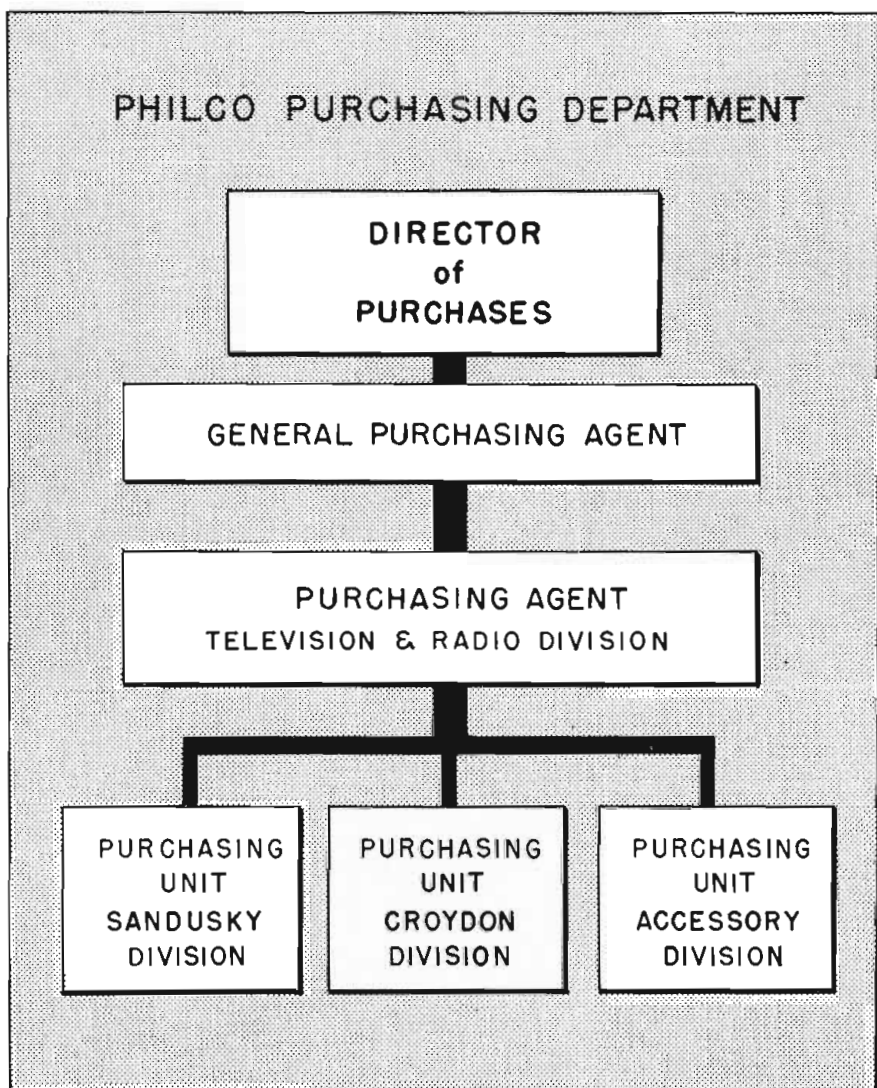 PHILCO PURCHASING DEPARTMENT
DIRECTOR
of
PURCHASES
GENERAL PURCHASING AGENT
PURCHASING AGENT
TELEVISION & RADIO DIVISION
PURCHASING
UNIT
SANDUSKY
DIVISION
PURCHASING
UNIT
CROYDON
DIVISION
PURCHASING
UNIT
ACCESSORY
DIVISION